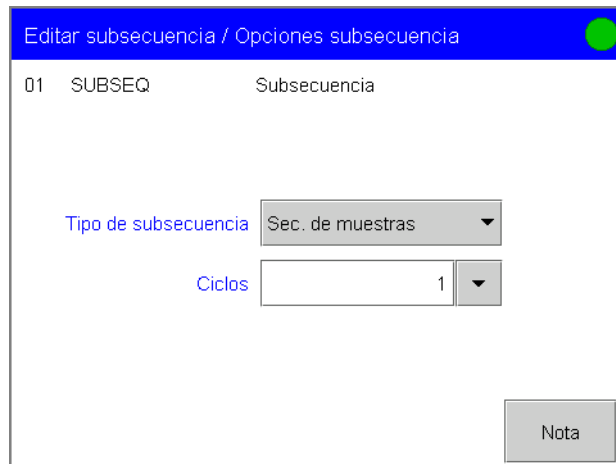 Editar subsecuencia / Opciones subsecuencia
01 SUBSEQ Subsecuencia
Tipo de subsecuencia Sec. de muestras
Ciclos 1
Nota